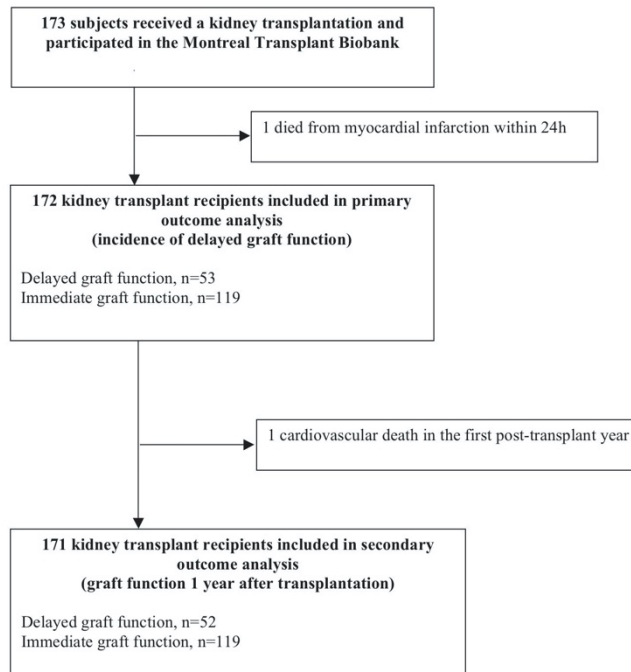 173 subjects received a kidney transplantation and
participated in the Montreal Transplant Biobank
1 died from myocardial infarction within 24h
172 kidney transplant recipients included in primary
outcome analysis
(incidence of delayed graft function)
Delayed graft function, n=53
Immediate graft function, n=119
1 cardiovascular death in the first post-transplant year
171 kidney transplant recipients included in secondary
outcome analysis
(graft function 1 year after transplantation)
Delayed graft function, n=52
Immediate graft function, n=119